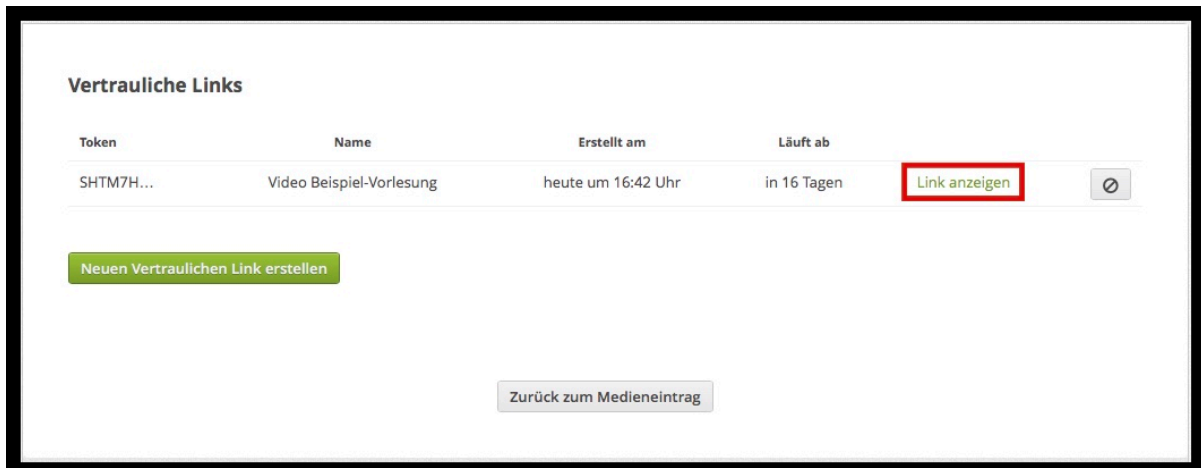 Vertrauliche Links
Token Name Erstellt am Läuft ab
SHTM7H... Video Beispiel-Vorlesung heute um 16:42 Uhr in 16 Tagen Link anzeigen
Neuen Vertraulichen Link erstellen
Zurück zum Medieneintrag